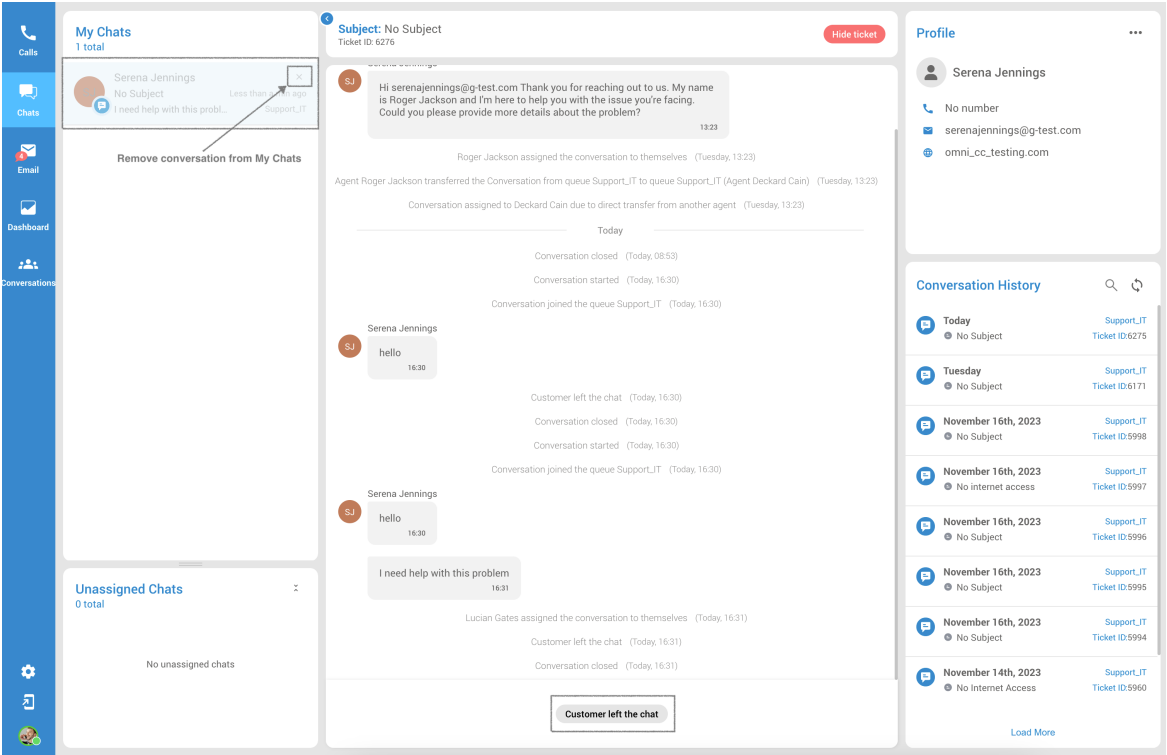 Calls
Chats
4
Email
Dashboard
Conversations
My Chats
1 total
Serena Jennings
No Subject
Less than a min ago
I need help with this probl...
Support_IT
Remove conversation from My Chats
Unassigned Chats
0 total
No unassigned chats
Subject: No Subject
Ticket ID: 6276
Hide ticket
Serena Jennings
SJ
Hi serenajennings@g-test.com Thank you for reaching out to us. My name
is Roger Jackson and I'm here to help you with the issue you're facing.
Could you please provide more details about the problem?
13:23
Roger Jackson assigned the conversation to themselves (Tuesday, 13:23)
Agent Roger Jackson transferred the Conversation from queue Support_IT to queue Support_IT (Agent Deckard Cain) (Tuesday, 13:23)
Conversation assigned to Deckard Cain due to direct transfer from another agent (Tuesday, 13:23)
Today
Conversation closed (Today, 08:53)
Conversation started (Today, 16:30)
Conversation joined the queue Support_IT (Today, 16:30)
Serena Jennings
SJ
hello
16:30
Customer left the chat (Today, 16:30)
Conversation closed (Today, 16:30)
Conversation started (Today, 16:30)
Conversation joined the queue Support_IT (Today, 16:30)
Serena Jennings
SJ
hello
16:30
I need help with this problem
16:31
Lucian Gates assigned the conversation to themselves (Today, 16:31)
Customer left the chat (Today, 16:31)
Conversation closed (Today, 16:31)
Customer left the chat
Profile
Serena Jennings
No number
serenajennings@g-test.com
omni_cc_testing.com
Conversation History
Today
Support_IT
No Subject
Ticket ID:6275
Tuesday
Support_IT
No Subject
Ticket ID:6171
November 16th, 2023
Support_IT
No Subject
Ticket ID:5998
November 16th, 2023
Support_IT
No internet access
Ticket ID:5997
November 16th, 2023
Support_IT
No Subject
Ticket ID:5996
November 16th, 2023
Support_IT
No Subject
Ticket ID:5995
November 16th, 2023
Support_IT
No Subject
Ticket ID:5994
November 14th, 2023
Support_IT
No Internet Access
Ticket ID:5960
Load More